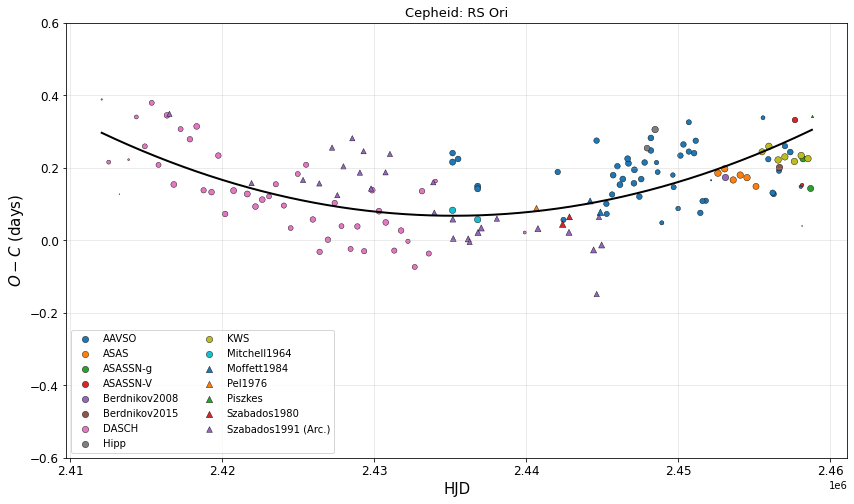 Cepheid: RS Ori
0.6
0.4
0.2
0.0
−0.2
−0.4
−0.6
O − C (days)
AAVSO
ASAS
ASASSN-g
ASASSN-V
Berdnikov2008
Berdnikov2015
DASCH
Hipp
KWS
Mitchell1964
Moffett1984
Pel1976
Piszkes
Szabados1980
Szabados1991 (Arc.)
2.41 2.42 2.43 2.44 2.45 2.46
1e6
HJD